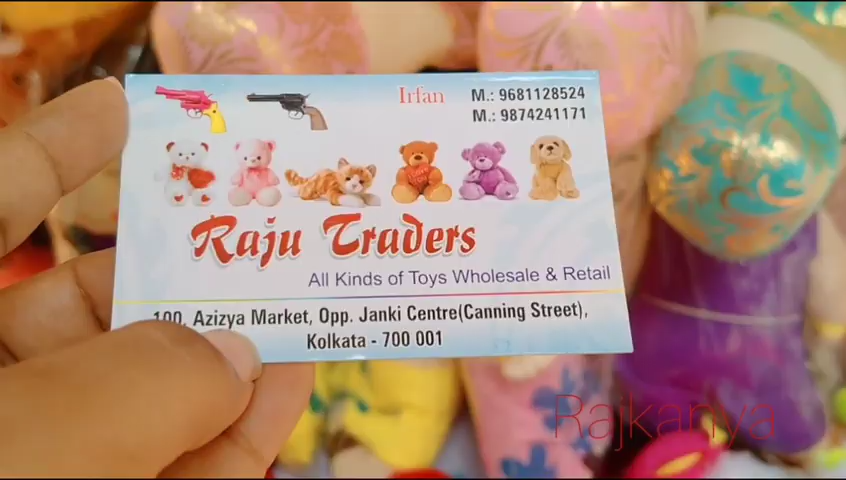 Irfan
M.: 9681128524
M.: 9874241171
Raju Traders
All Kinds of Toys Wholesale & Retail
100, Azizya Market, Opp. Janki Centre(Canning Street),
Kolkata - 700 001
Rajkanya